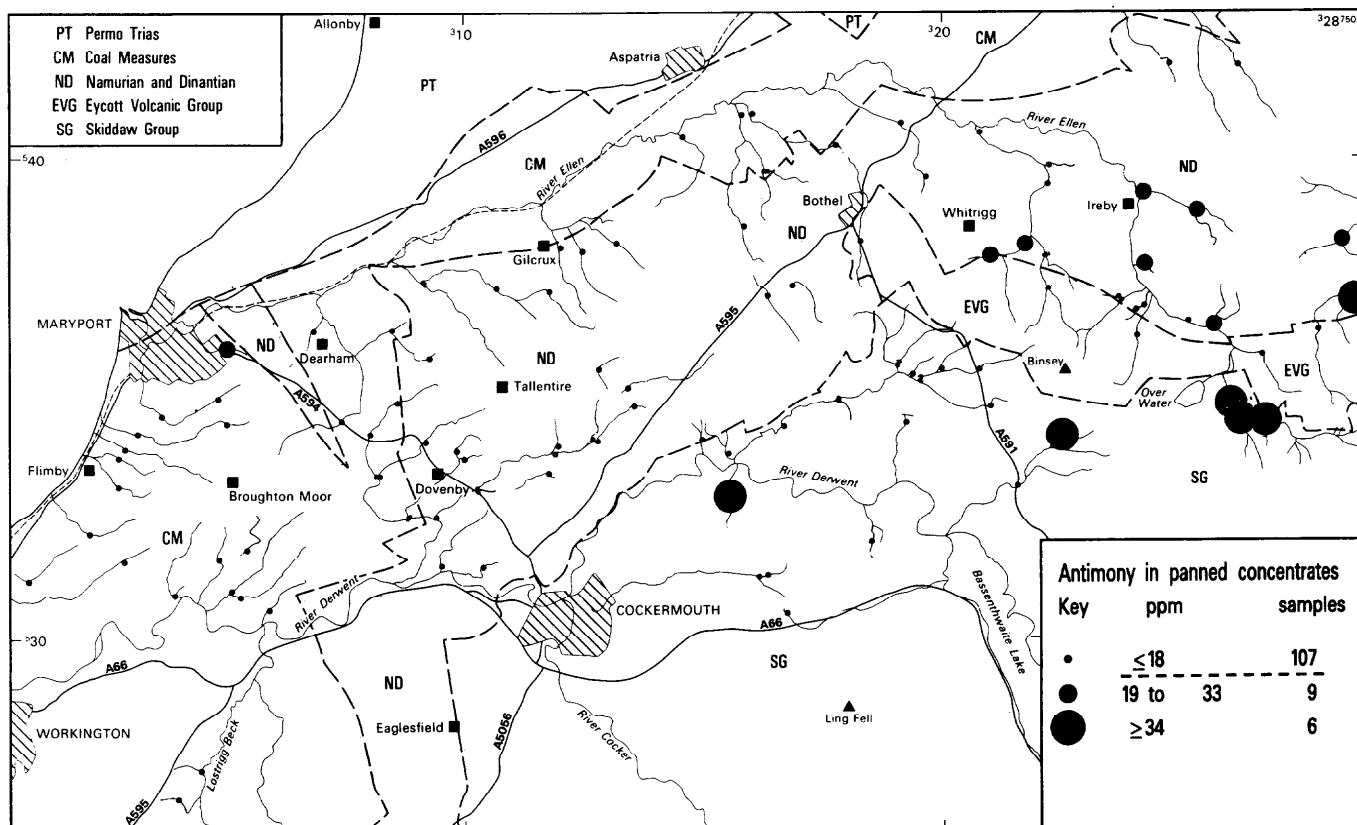 PT Permo Trias
CM Coal Measures
ND Namurian and Dinantian
EVG Eycott Volcanic Group
SG Skiddaw Group
Allonby
310
PT
320
328750
CM
Aspatria
PT
A596
River Ellen
540
CM
River Ellen
ND
Bothel
Whitrigg
Ireby
ND
Gilcrux
EVG
MARYPORT
ND
Dearham
ND
A595
Binsey
EVG
Tallentire
Over
Water
A594
A591
Flimby
Broughton Moor
Dovenby
River Derwent
SG
CM
River Derwent
COCKERMOUTH
Bassenthwaite Lake
530
A66
A66
SG
ND
Eaglesfield
A5056
River Cocker
Ling Fell
WORKINGTON
Lostrigg Beck
A595
Antimony in panned concentrates
Key ppm samples
≤18 107
19 to 33 9
≥34 6